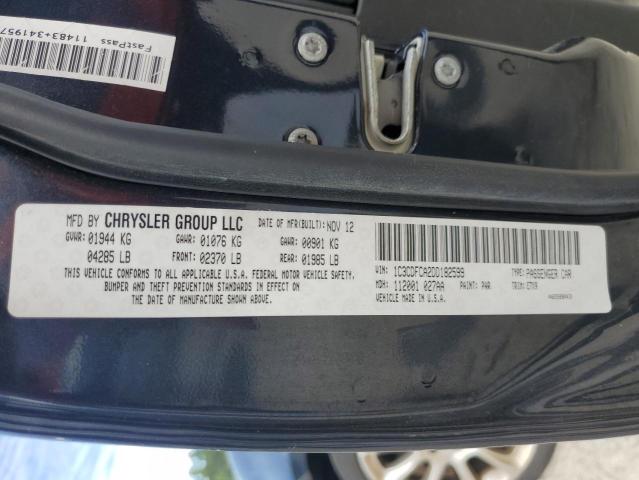 FastPass 11483+341957
MFD BY CHRYSLER GROUP LLC DATE OF MFR(BUILT): NOV 12
GVWR: 01944 KG GAWR: 01076 KG GAWR: 00901 KG
04285 LB FRONT: 02370 LB REAR: 01985 LB
THIS VEHICLE CONFORMS TO ALL APPLICABLE U.S.A. FEDERAL MOTOR VEHICLE SAFETY,
BUMPER AND THEFT PREVENTION STANDARDS IN EFFECT ON
THE DATE OF MANUFACTURE SHOWN ABOVE.
VIN: 1C3CDFCA2DD182599 TYPE: PASSENGER CAR
MDH: 112001 027AA PAINT: PAR TRIM: E7X9
VEHICLE MADE IN U.S.A.